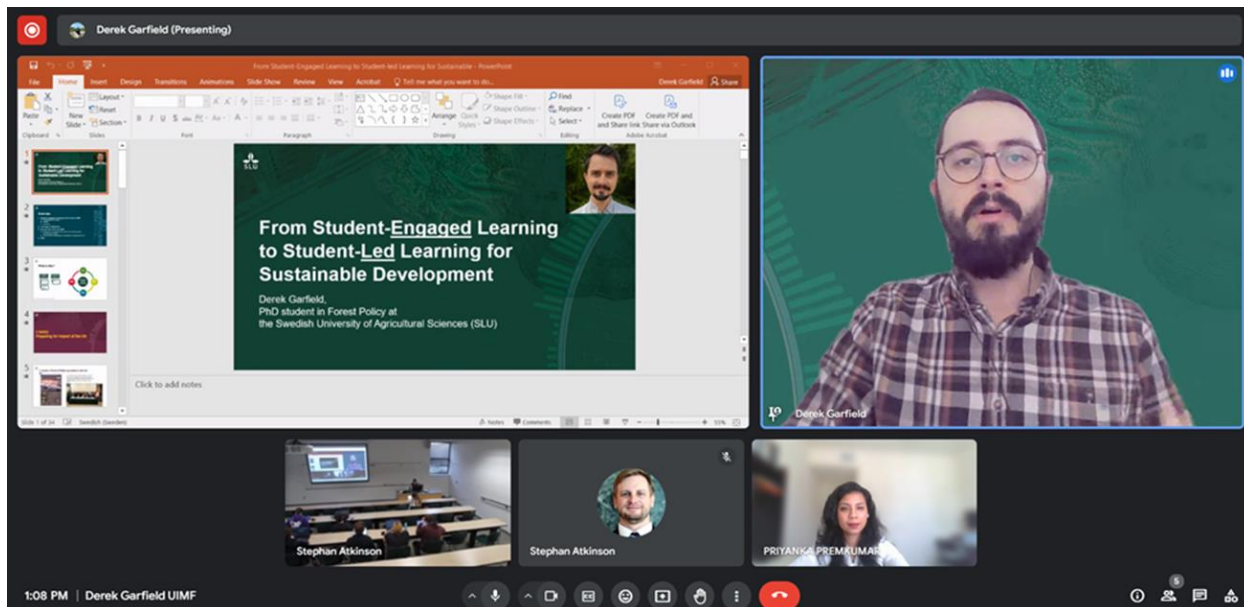 Derek Garfield (Presenting)
From Student-Engaged Learning to Student-led Learning for Sustainable - PowerPoint
File Home Insert Design Transitions Animations Slide Show Review View Acrobat Tell me what you want to do...
Derek Garfield Share
Paste
New Slide
Layout
Reset
Section
Arrange
Quick Styles
Shape Fill
Shape Outline
Shape Effects
Find
Replace
Select
Create PDF and Share link
Create PDF and Share via Outlook
Clipboard Slides Font Paragraph Drawing Editing Adobe Acrobat
1
2
3
4
5
SLU
From Student-Engaged Learning
to Student-Led Learning for
Sustainable Development
Derek Garfield,
PhD student in Forest Policy at
the Swedish University of Agricultural Sciences (SLU)
Click to add notes
Slide 1 of 34 Swedish (Sweden)
Notes Comments
Derek Garfield
Stephan Atkinson
Stephan Atkinson
PRIYANKA PREMKUMAR
1:08 PM | Derek Garfield UIMF
5